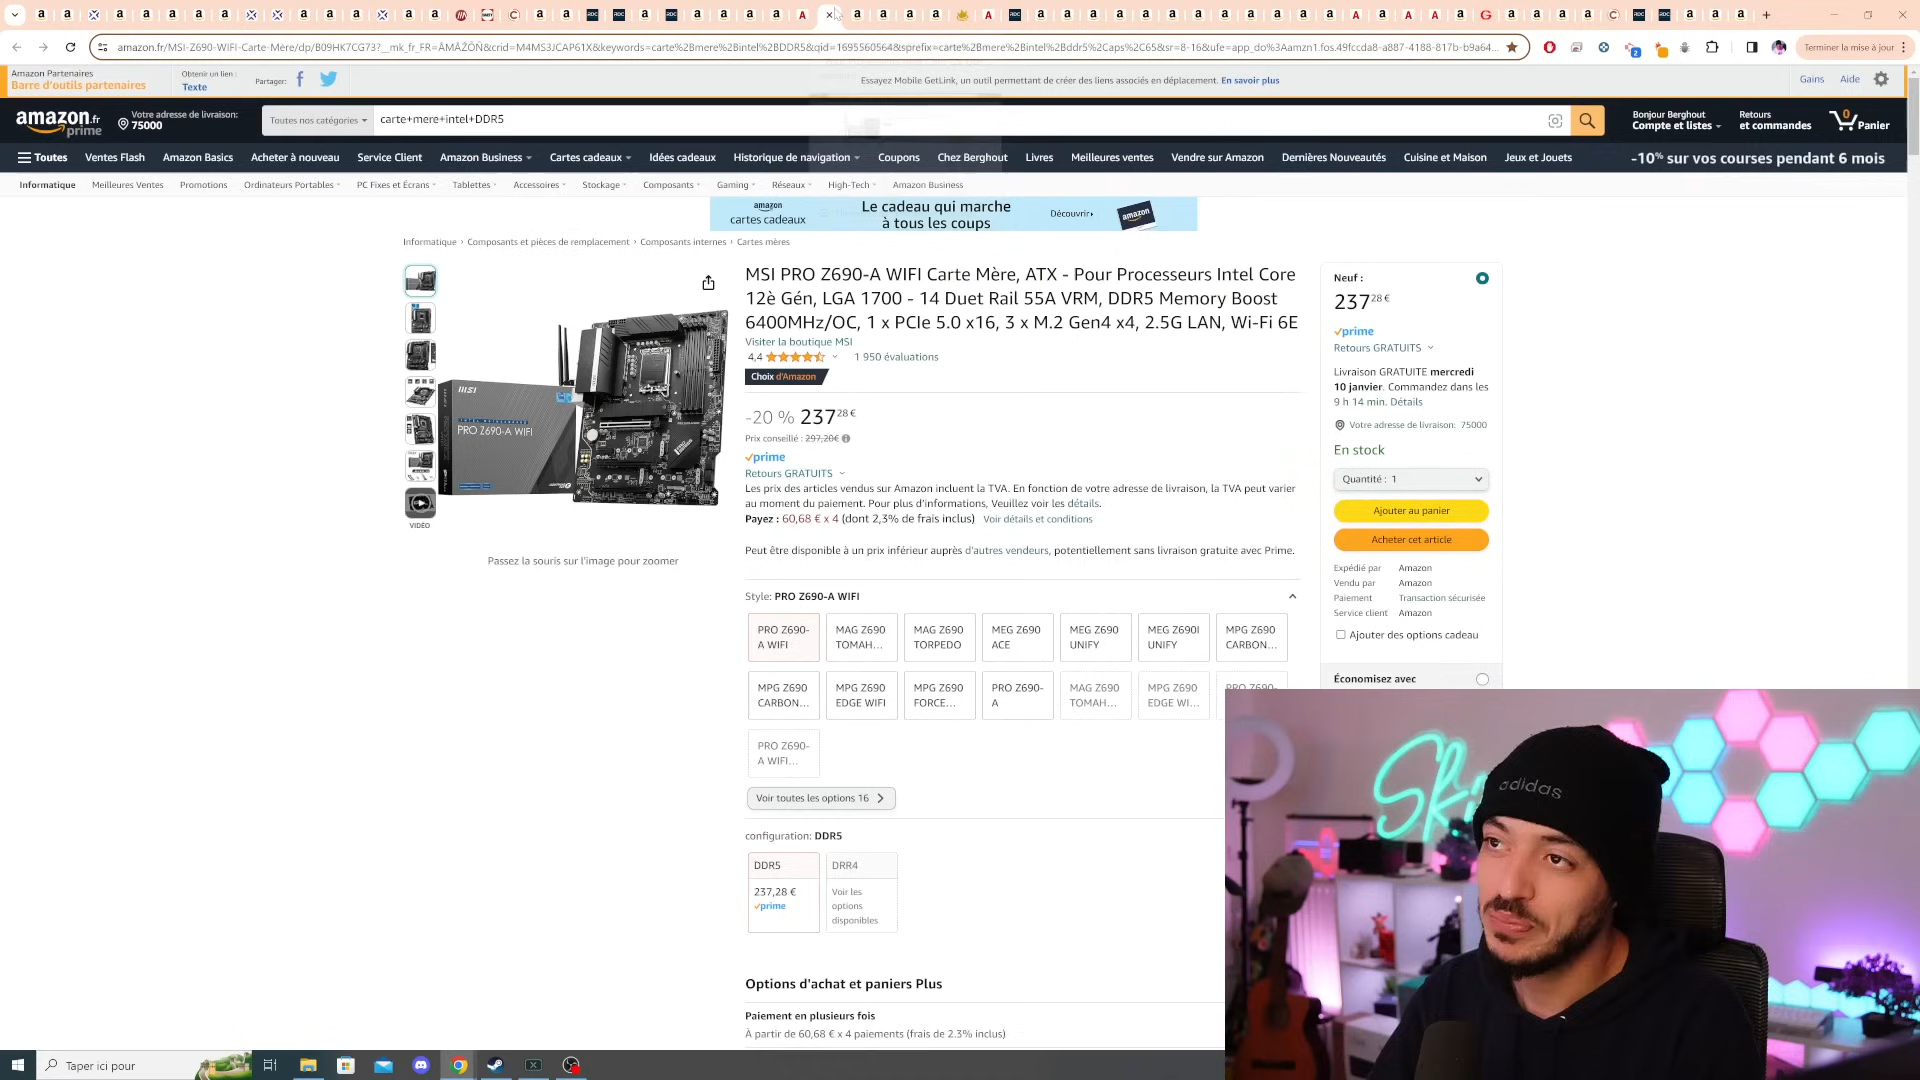 amazon.fr/MSI-Z690-WIFI-Carte-Mère/dp/B09HK7CG73?__mk_fr_FR=ÅMÅŽÕÑ&crid=M4MS3JCAP61X&keywords=carte%2Bmere%2Bintel%2BDDR5&qid=1695560564&sprefix=carte%2Bmere%2Bintel%2Bddr5%2Caps%2C65&sr=8-16&ufe=app_do%3Aamzn1.fos.49fccda8-a887-4188-817b-b9a64...
Terminer la mise à jour
Amazon Partenaires
Barre d'outils partenaires
Obtenir un lien :
Texte
Partager:
Essayez Mobile GetLink, un outil permettant de créer des liens associés en déplacement. En savoir plus
Gains
Aide
amazon.fr
prime
Votre adresse de livraison:
75000
Toutes nos catégories
carte+mere+intel+DDR5
Bonjour Berghout
Compte et listes
Retours
et commandes
0
Panier
Toutes
Ventes Flash
Amazon Basics
Acheter à nouveau
Service Client
Amazon Business
Cartes cadeaux
Idées cadeaux
Historique de navigation
Coupons
Chez Berghout
Livres
Meilleures ventes
Vendre sur Amazon
Dernières Nouveautés
Cuisine et Maison
Jeux et Jouets
-10% sur vos courses pendant 6 mois
Informatique
Meilleures Ventes
Promotions
Ordinateurs Portables
PC Fixes et Écrans
Tablettes
Accessoires
Stockage
Composants
Gaming
Réseaux
High-Tech
Amazon Business
amazon
cartes cadeaux
Le cadeau qui marche
à tous les coups
Découvrir
amazon
Informatique › Composants et pièces de remplacement › Composants internes › Cartes mères
MSI PRO Z690-A WIFI Carte Mère, ATX - Pour Processeurs Intel Core
12è Gén, LGA 1700 - 14 Duet Rail 55A VRM, DDR5 Memory Boost
6400MHz/OC, 1 x PCIe 5.0 x16, 3 x M.2 Gen4 x4, 2.5G LAN, Wi-Fi 6E
Visiter la boutique MSI
4,4
1 950 évaluations
Choix d'Amazon
-20 % 237,28 €
Prix conseillé : 297,20€
prime
Retours GRATUITS
Les prix des articles vendus sur Amazon incluent la TVA. En fonction de votre adresse de livraison, la TVA peut varier
au moment du paiement. Pour plus d'informations, Veuillez voir les détails.
Payez : 60,68 € x 4 (dont 2,3% de frais inclus) Voir détails et conditions
Peut être disponible à un prix inférieur auprès d'autres vendeurs, potentiellement sans livraison gratuite avec Prime.
msi
PRO Z690-A WIFI
VIDEO
Passez la souris sur l'image pour zoomer
Style: PRO Z690-A WIFI
PRO Z690-
A WIFI
MAG Z690
TOMAH...
MAG Z690
TORPEDO
MEG Z690
ACE
MEG Z690
UNIFY
MEG Z690I
UNIFY
MPG Z690
CARBON...
MPG Z690
CARBON...
MPG Z690
EDGE WIFI
MPG Z690
FORCE...
PRO Z690-
A
MAG Z690
TOMAH...
MPG Z690
EDGE WI...
PRO Z690-
PRO Z690-
A WIFI...
Voir toutes les options 16
configuration: DDR5
DDR5
237,28 €
prime
DRR4
Voir les
options
disponibles
Options d'achat et paniers Plus
Paiement en plusieurs fois
À partir de 60,68 € x 4 paiements (frais de 2.3% inclus)
Neuf :
237,28 €
prime
Retours GRATUITS
Livraison GRATUITE mercredi
10 janvier. Commandez dans les
9 h 14 min. Détails
Votre adresse de livraison: 75000
En stock
Quantité : 1
Ajouter au panier
Acheter cet article
Expédié par Amazon
Vendu par Amazon
Paiement Transaction sécurisée
Service client Amazon
Ajouter des options cadeau
Économisez avec
adidas
Taper ici pour